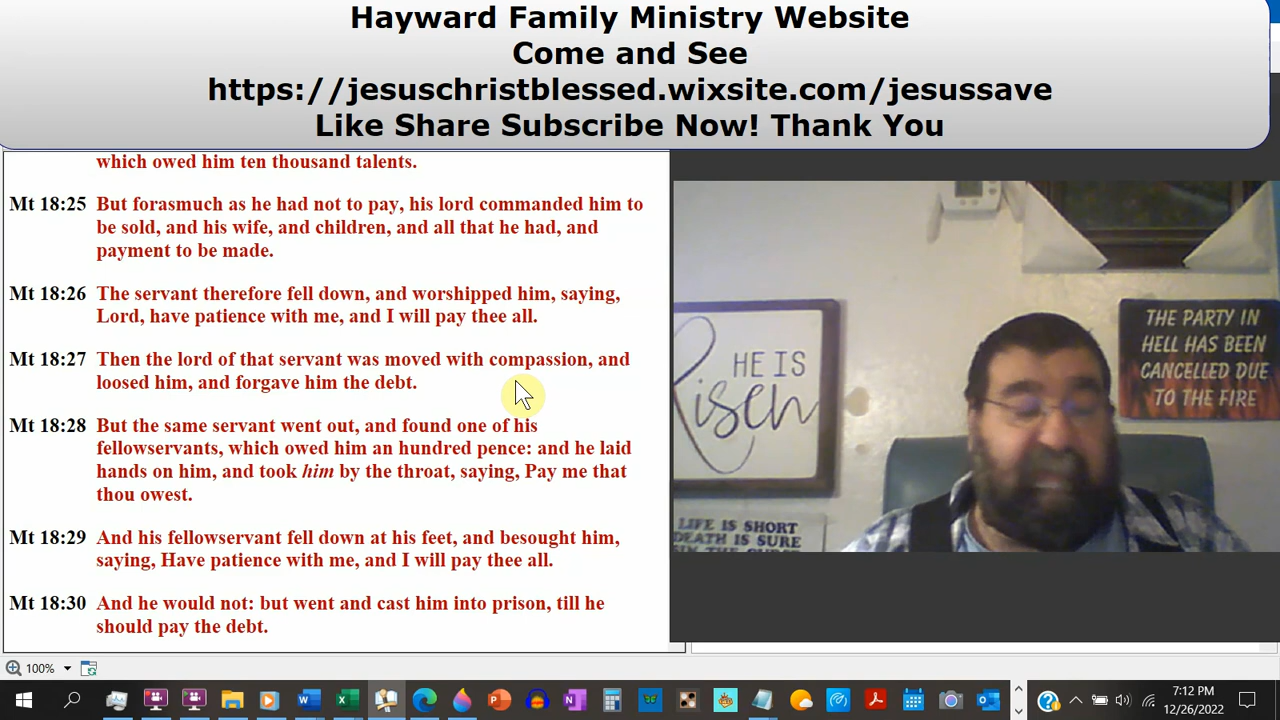 Hayward Family Ministry Website
Come and See
https://jesuschristblessed.wixsite.com/jesussave
Like Share Subscribe Now! Thank You
which owed him ten thousand talents.
Mt 18:25 But forasmuch as he had not to pay, his lord commanded him to
be sold, and his wife, and children, and all that he had, and
payment to be made.
Mt 18:26 The servant therefore fell down, and worshipped him, saying,
Lord, have patience with me, and I will pay thee all.
Mt 18:27 Then the lord of that servant was moved with compassion, and
loosed him, and forgave him the debt.
Mt 18:28 But the same servant went out, and found one of his
fellowservants, which owed him an hundred pence: and he laid
hands on him, and took him by the throat, saying, Pay me that
thou owest.
Mt 18:29 And his fellowservant fell down at his feet, and besought him,
saying, Have patience with me, and I will pay thee all.
Mt 18:30 And he would not: but went and cast him into prison, till he
should pay the debt.
HE IS
Risen
THE PARTY IN
HELL HAS BEEN
CANCELLED DUE
TO THE FIRE
LIFE IS SHORT
DEATH IS SURE
100%
7:12 PM
12/26/2022